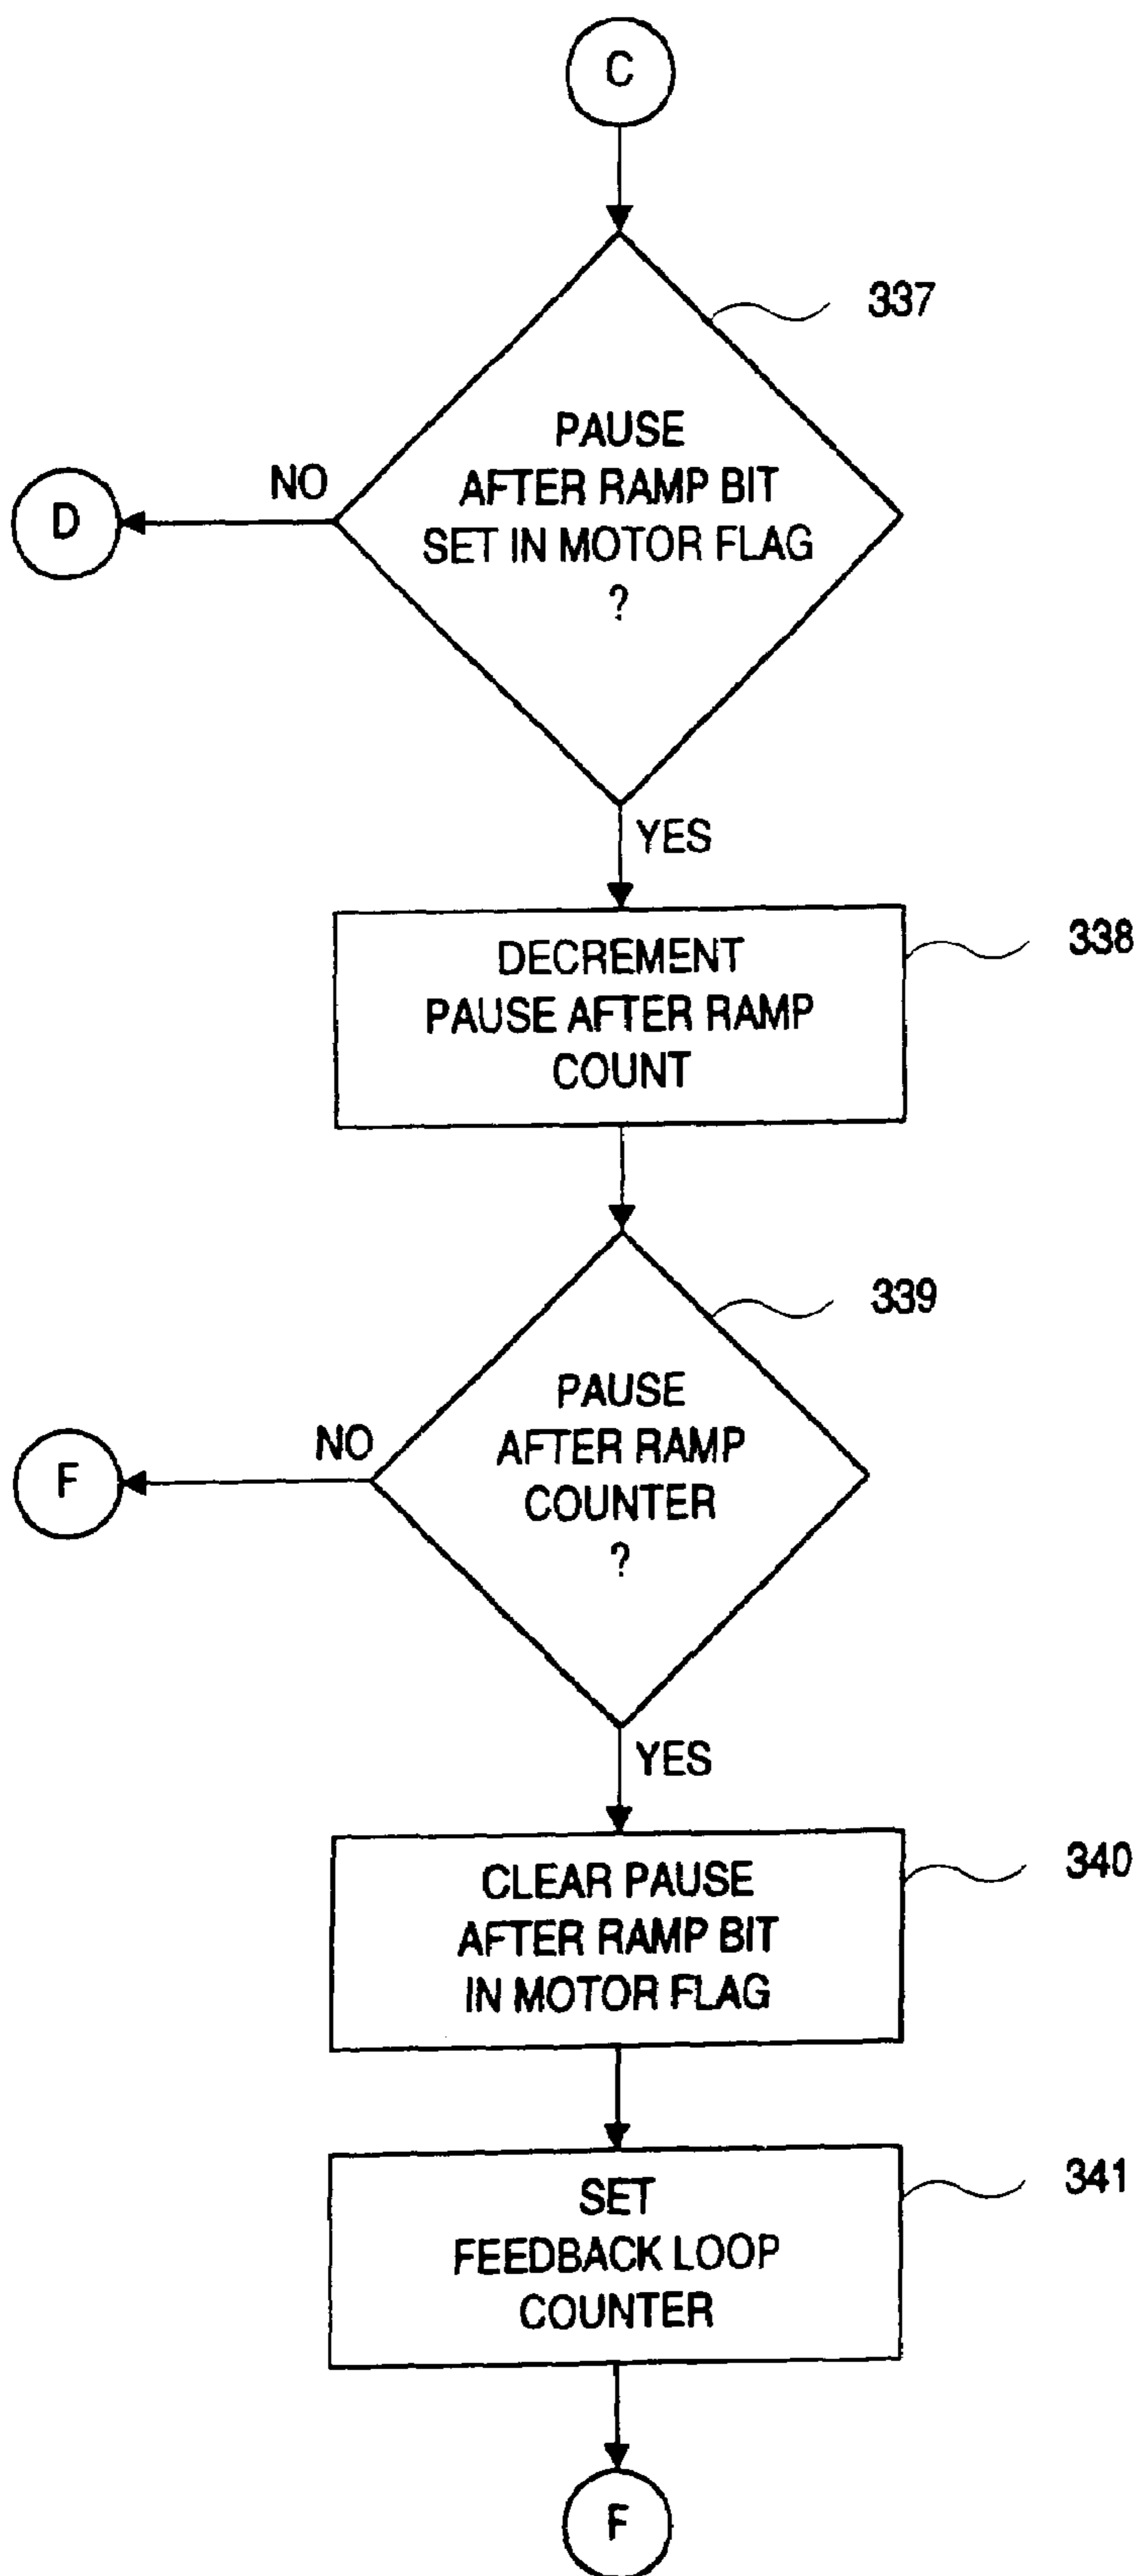 C
337
PAUSE
AFTER RAMP BIT
SET IN MOTOR FLAG
?
NO
D
YES
338
DECREMENT
PAUSE AFTER RAMP
COUNT
339
PAUSE
AFTER RAMP
COUNTER
?
NO
F
YES
340
CLEAR PAUSE
AFTER RAMP BIT
IN MOTOR FLAG
341
SET
FEEDBACK LOOP
COUNTER
F